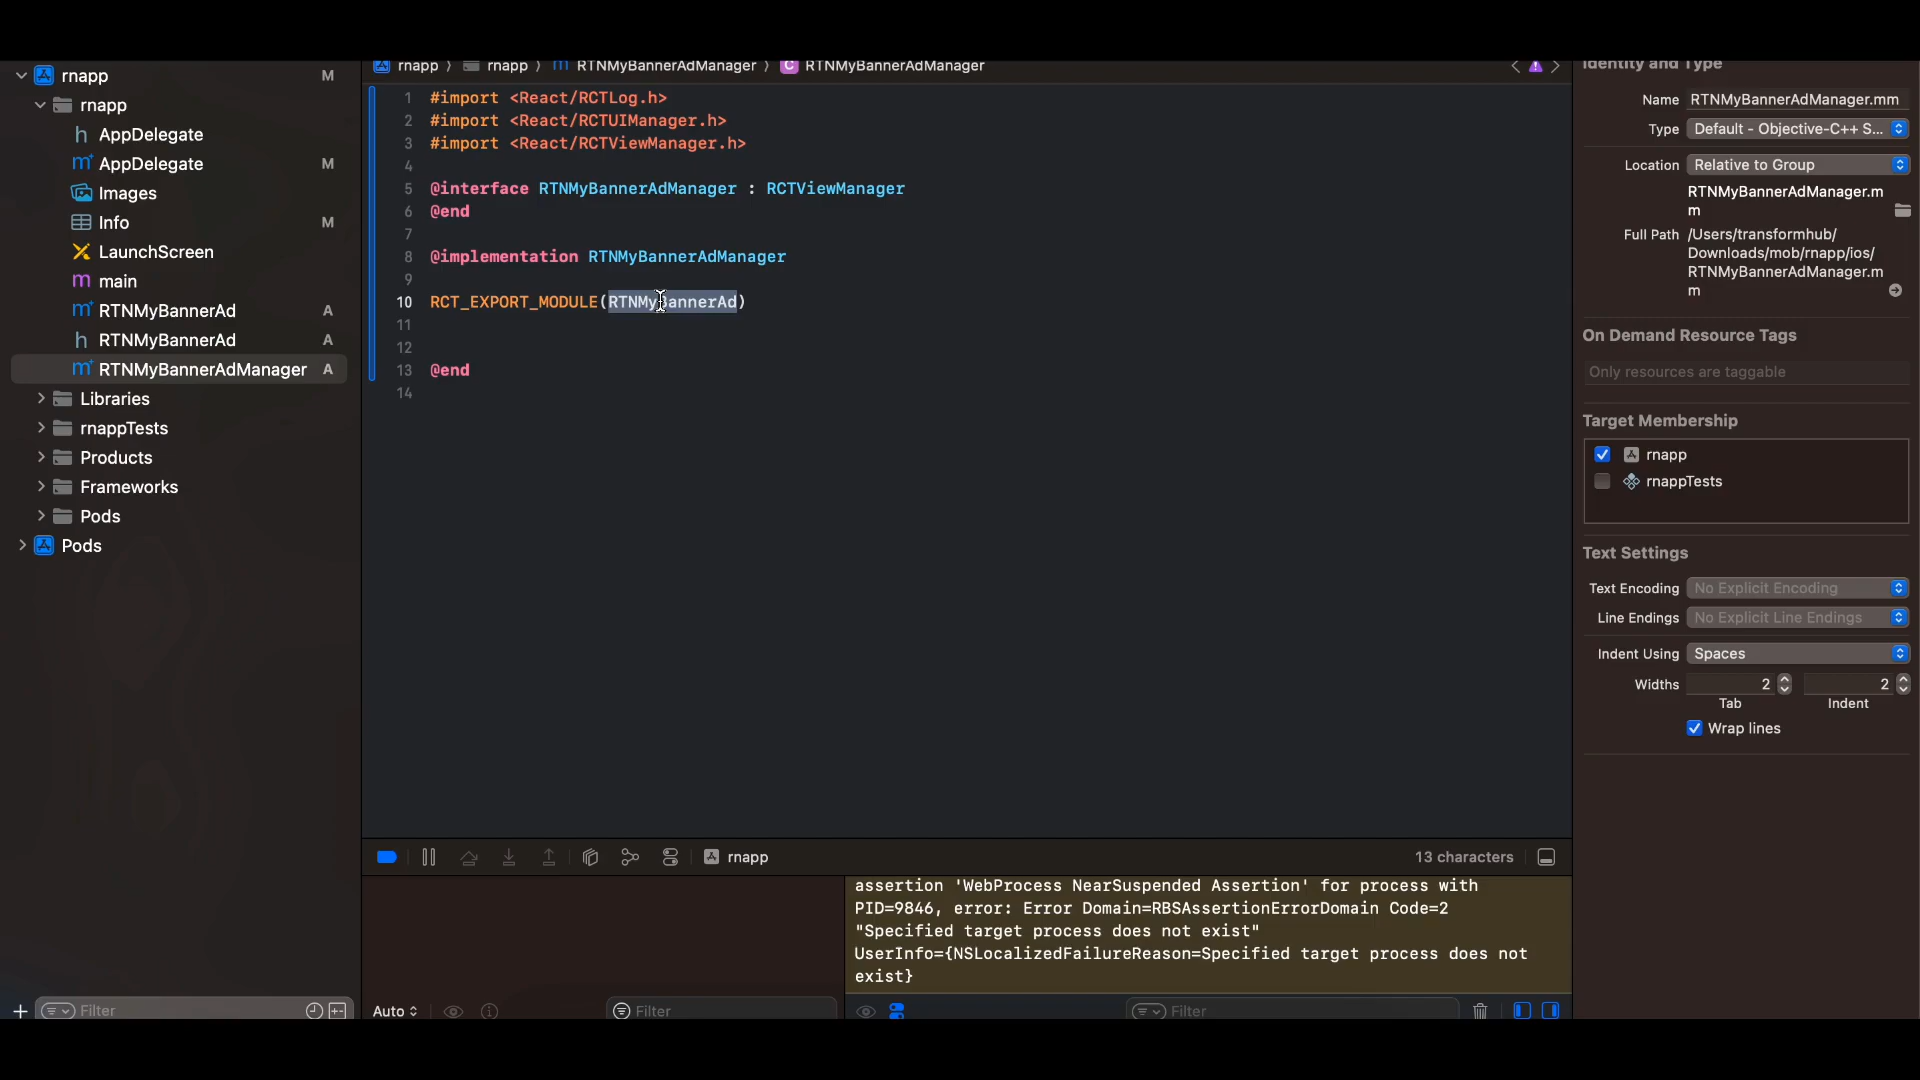 rnapp M
rnapp
AppDelegate
AppDelegate M
Images
Info M
LaunchScreen
main
RTNMyBannerAd A
RTNMyBannerAd A
RTNMyBannerAdManager A
Libraries
rnappTests
Products
Frameworks
Pods
Pods
Filter
rnapp rnapp RTNMyBannerAdManager RTNMyBannerAdManager
1 #import <React/RCTLog.h>
2 #import <React/RCTUIManager.h>
3 #import <React/RCTViewManager.h>
4
5 @interface RTNMyBannerAdManager : RCTViewManager
6 @end
7
8 @implementation RTNMyBannerAdManager
9
10 RCT_EXPORT_MODULE(RTNMyBannerAd)
11
12
13 @end
14
rnapp
13 characters
assertion 'WebProcess NearSuspended Assertion' for process with
PID=9846, error: Error Domain=RBSAssertionErrorDomain Code=2
"Specified target process does not exist"
UserInfo={NSLocalizedFailureReason=Specified target process does not
exist}
Auto
Filter
Filter
Identity and Type
Name RTNMyBannerAdManager.mm
Type Default - Objective-C++ S...
Location Relative to Group
RTNMyBannerAdManager.m
m
Full Path /Users/transformhub/
Downloads/mob/rnapp/ios/
RTNMyBannerAdManager.m
m
On Demand Resource Tags
Only resources are taggable
Target Membership
rnapp
rnappTests
Text Settings
Text Encoding No Explicit Encoding
Line Endings No Explicit Line Endings
Indent Using Spaces
Widths 2 2
Tab Indent
Wrap lines